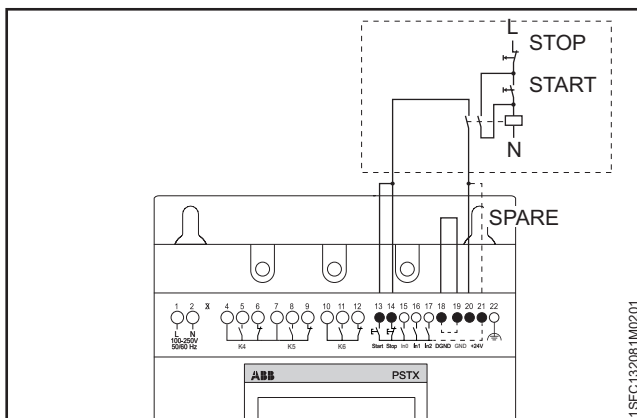 L
STOP
START
N
SPARE
1 2 4 5 6 7 8 9 10 11 12 13 14 15 16 17 18 19 20 21 22
L N
100-250V
50/60 Hz
K4 K5 K6
Start Stop In0 In1 In2 DGND GND +24V
ABB PSTX
1SEC132081M0201